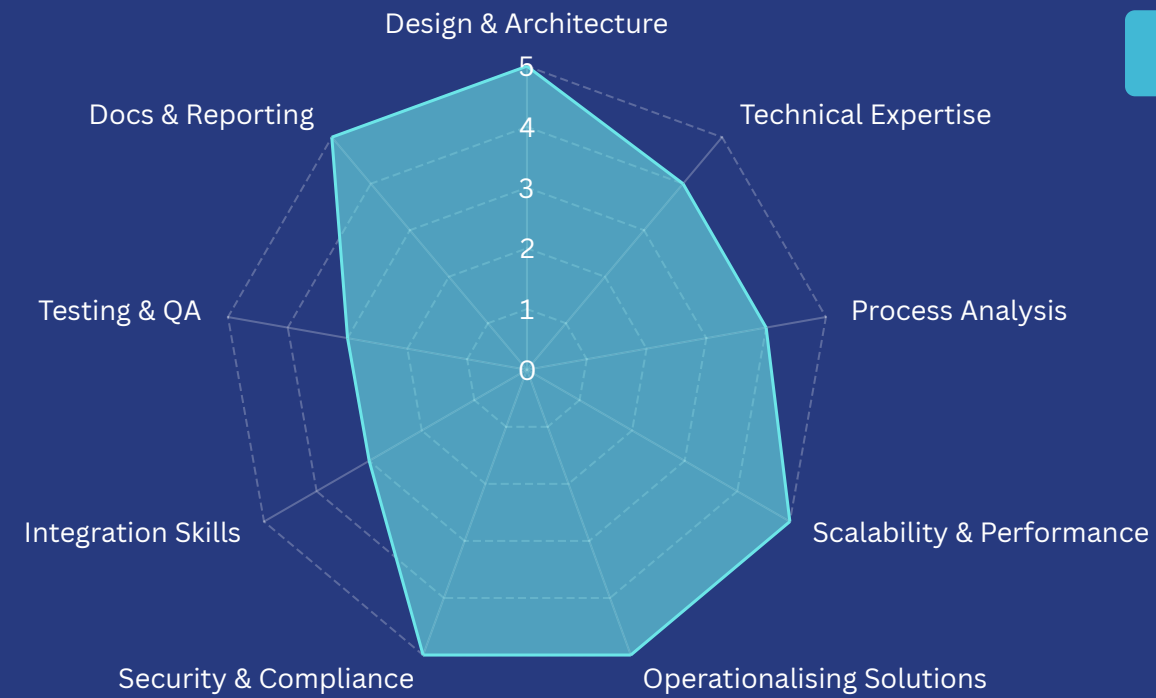 Design & Architecture
5
Docs & Reporting
Technical Expertise
4
3
2
Testing & QA
1
Process Analysis
0
Integration Skills
Scalability & Performance
Security & Compliance
Operationalising Solutions